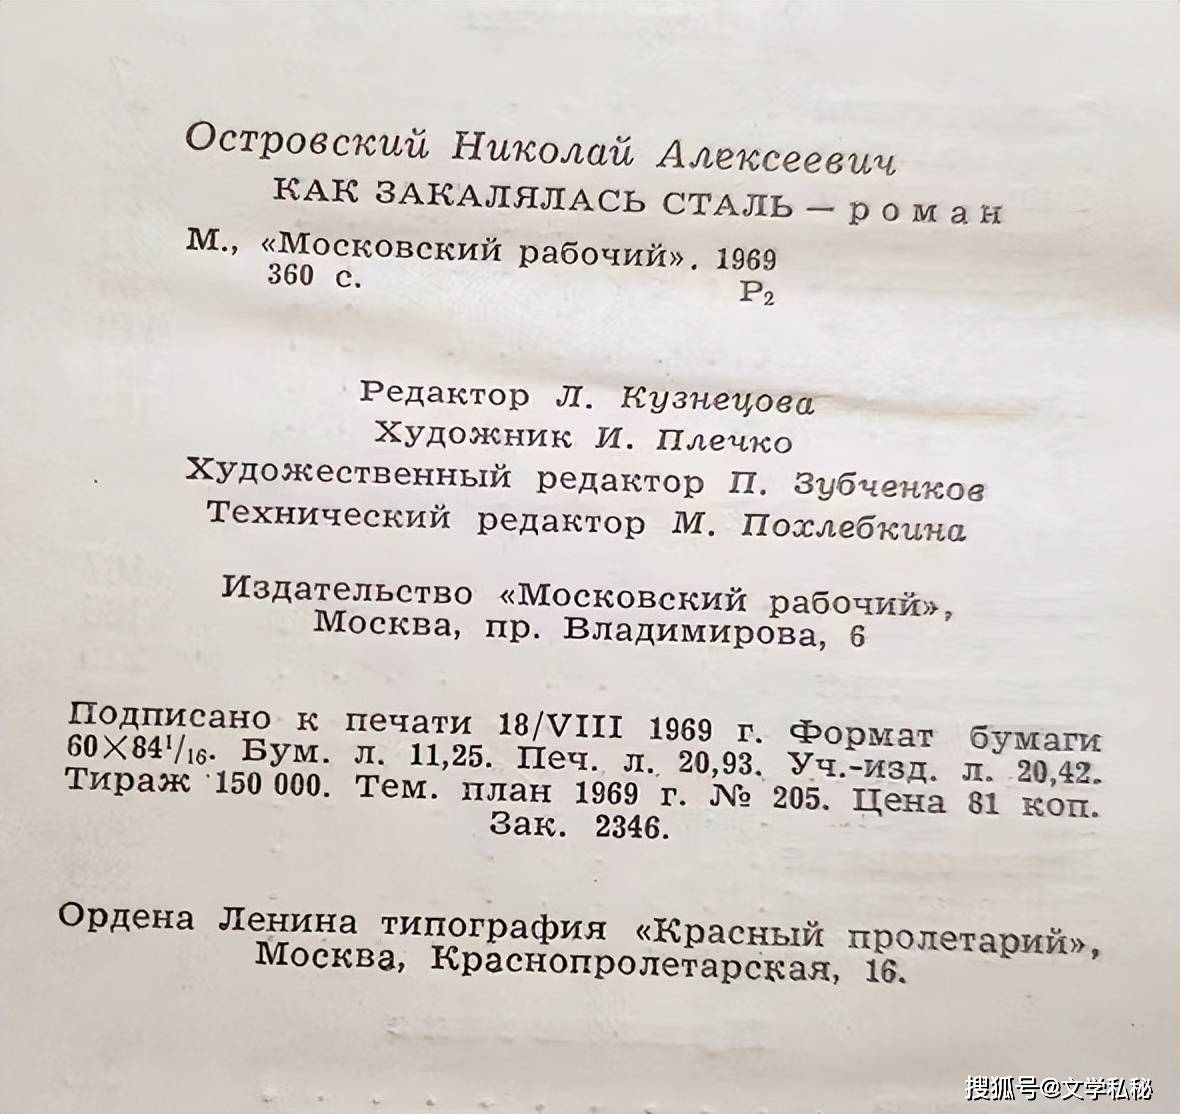 Островский Николай Алексеевич
КАК ЗАКАЛЯЛАСЬ СТАЛЬ — роман
М., «Московский рабочий». 1969
360 с. Р₂
Редактор Л. Кузнецова
Художник И. Плечко
Художественный редактор П. Зубченков
Технический редактор М. Похлебкина
Издательство «Московский рабочий»,
Москва, пр. Владимирова, 6
Подписано к печати 18/VIII 1969 г. Формат бумаги
60×84¹/₁₆. Бум. л. 11,25. Печ. л. 20,93. Уч.-изд. л. 20,42.
Тираж 150 000. Тем. план 1969 г. № 205. Цена 81 коп.
Зак. 2346.
Ордена Ленина типография «Красный пролетарий»,
Москва, Краснопролетарская, 16.
搜狐号@文学私秘